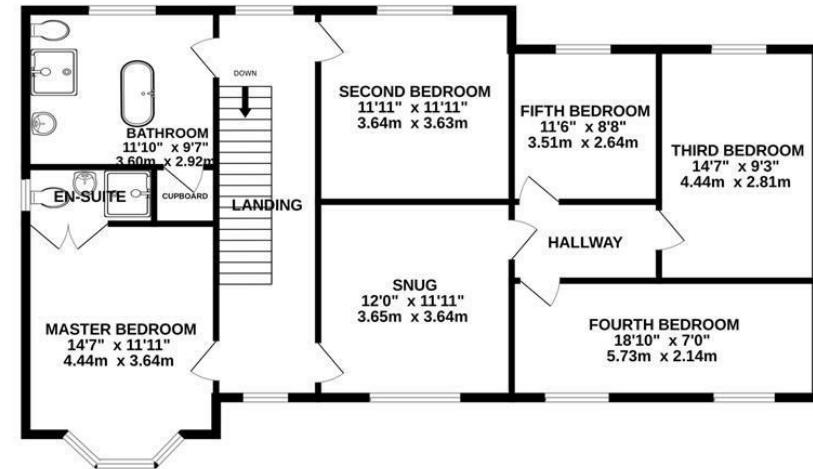 BATHROOM
11'10" x 9'7"
3.60m x 2.92m
DOWN
SECOND BEDROOM
11'11" x 11'11"
3.64m x 3.63m
FIFTH BEDROOM
11'6" x 8'8"
3.51m x 2.64m
THIRD BEDROOM
14'7" x 9'3"
4.44m x 2.81m
EN-SUITE
CUPBOARD
LANDING
HALLWAY
SNUG
12'0" x 11'11"
3.65m x 3.64m
MASTER BEDROOM
14'7" x 11'11"
4.44m x 3.64m
FOURTH BEDROOM
18'10" x 7'0"
5.73m x 2.14m